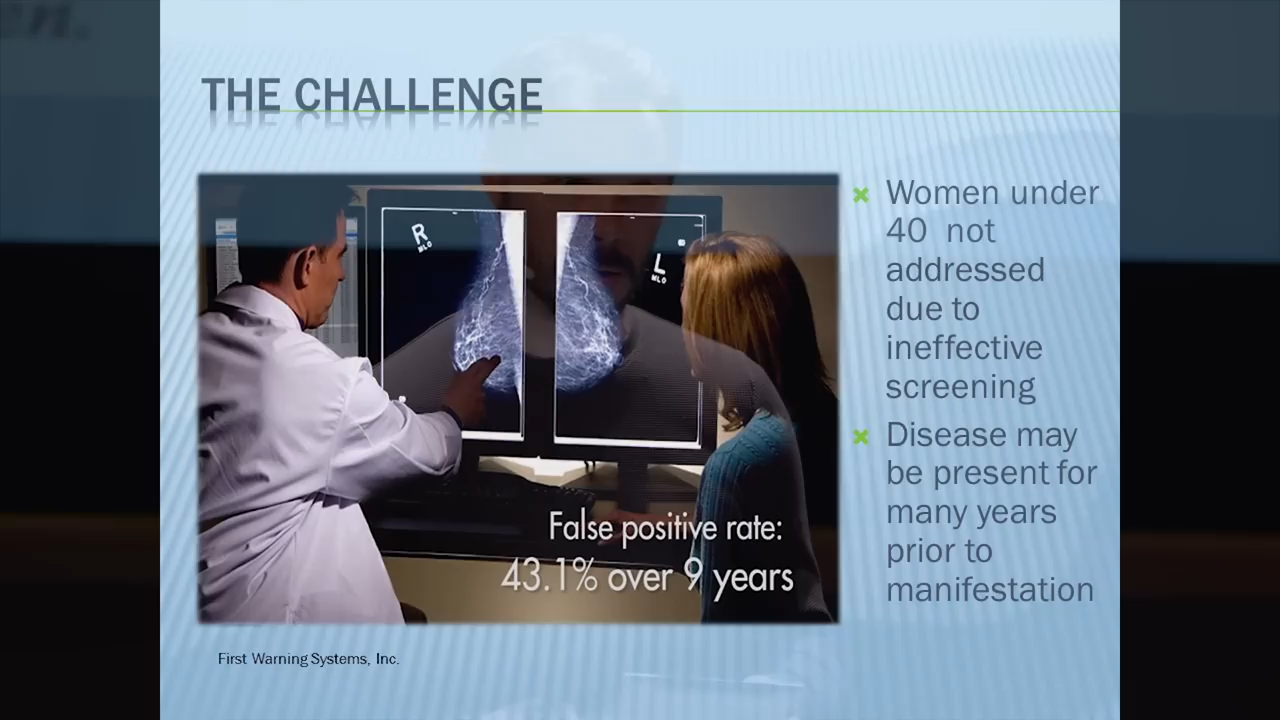 en.
THE CHALLENGE
R
MLO
L
MLO
Women under
40 not
addressed
due to
ineffective
screening
Disease may
be present for
many years
prior to
manifestation
False positive rate:
43.1% over 9 years
First Warning Systems, Inc.